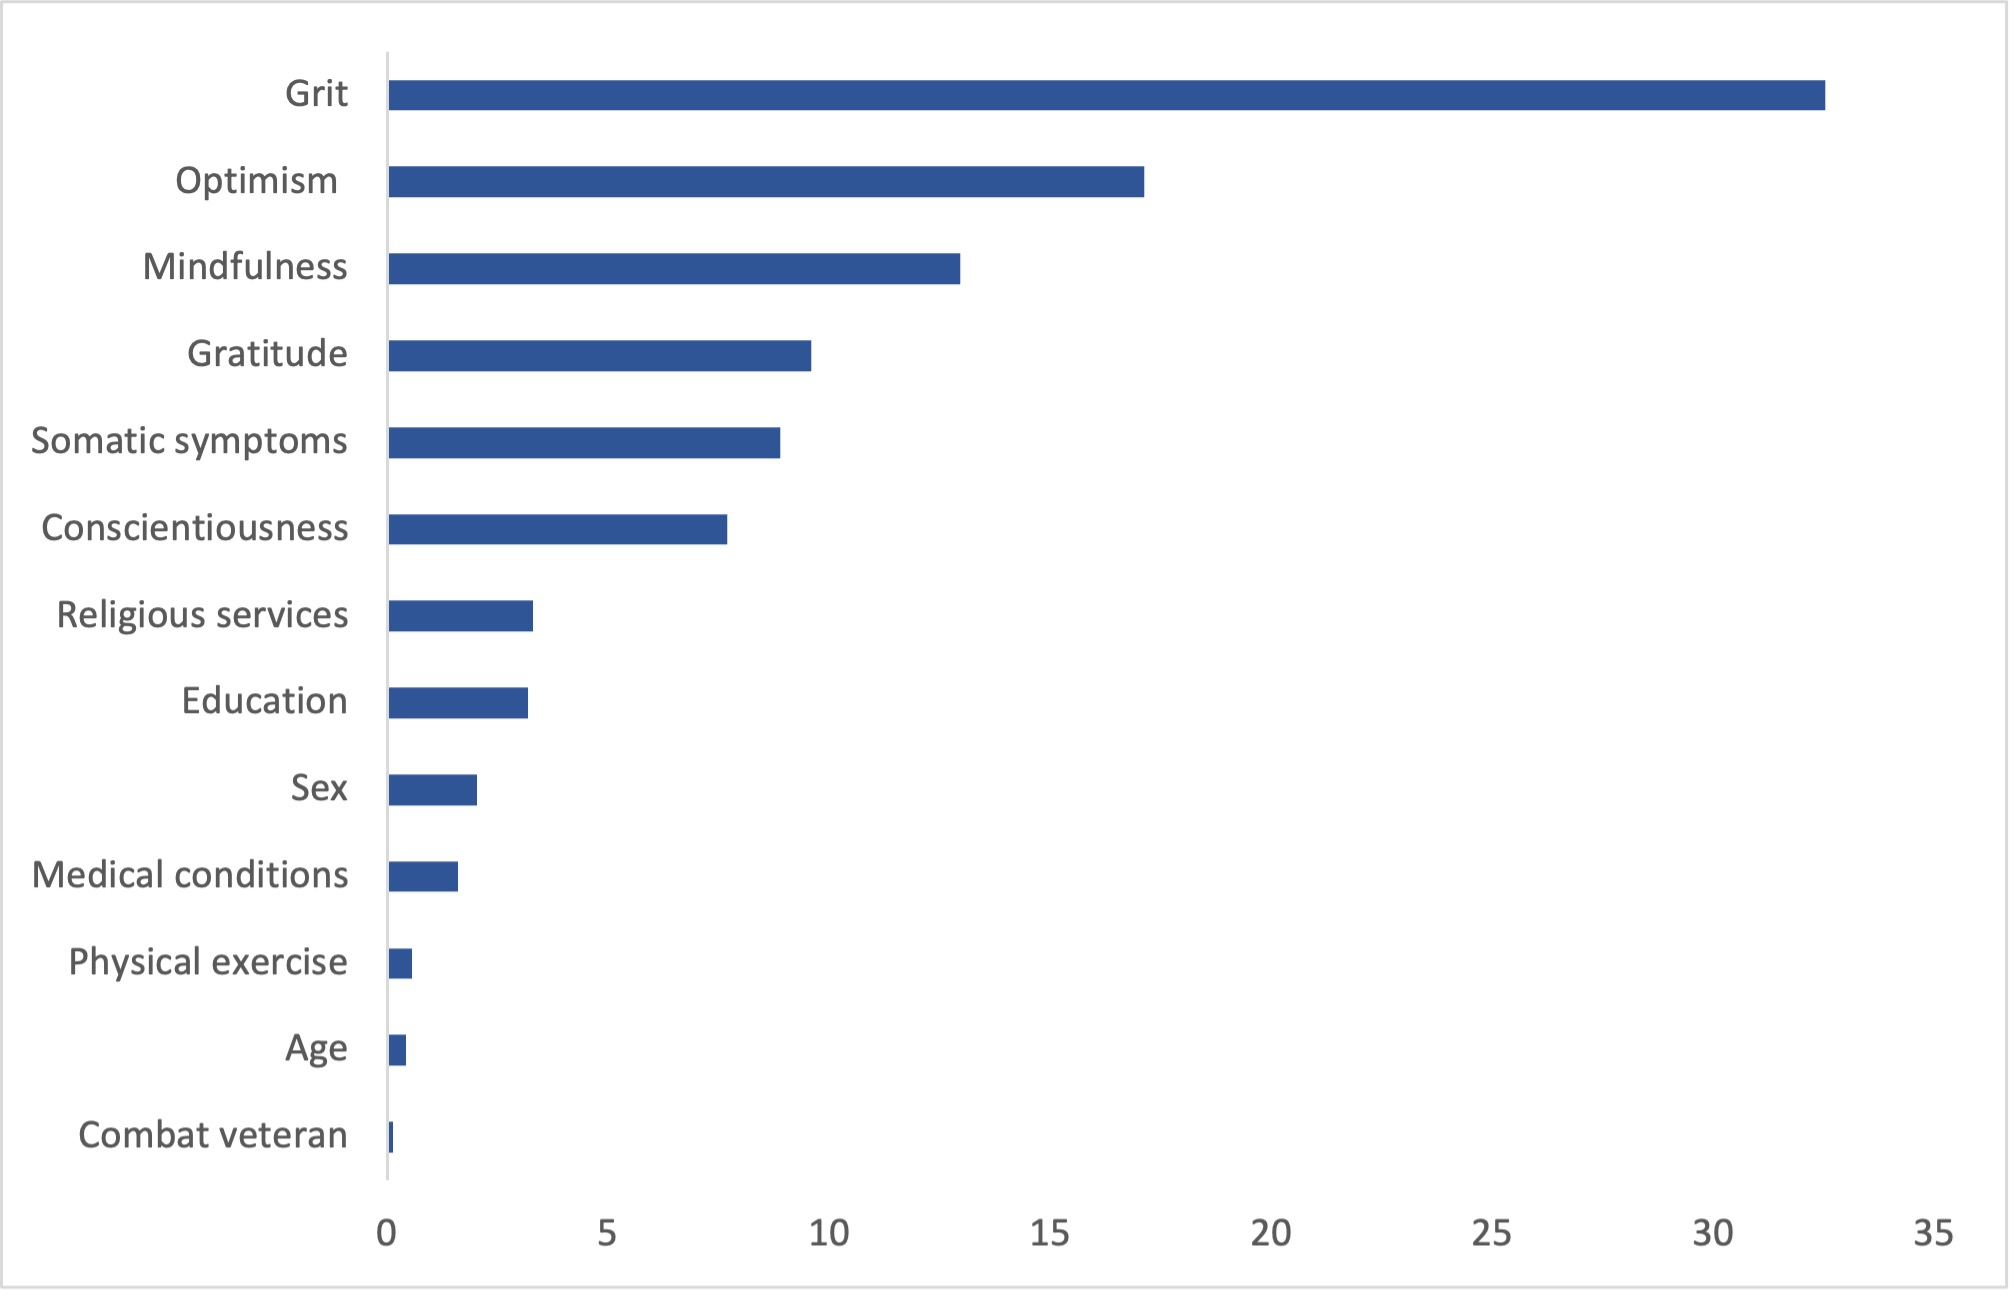 Grit
Optimism
Mindfulness
Gratitude
Somatic symptoms
Conscientiousness
Religious services
Education
Sex
Medical conditions
Physical exercise
Age
Combat veteran
0 5 10 15 20 25 30 35